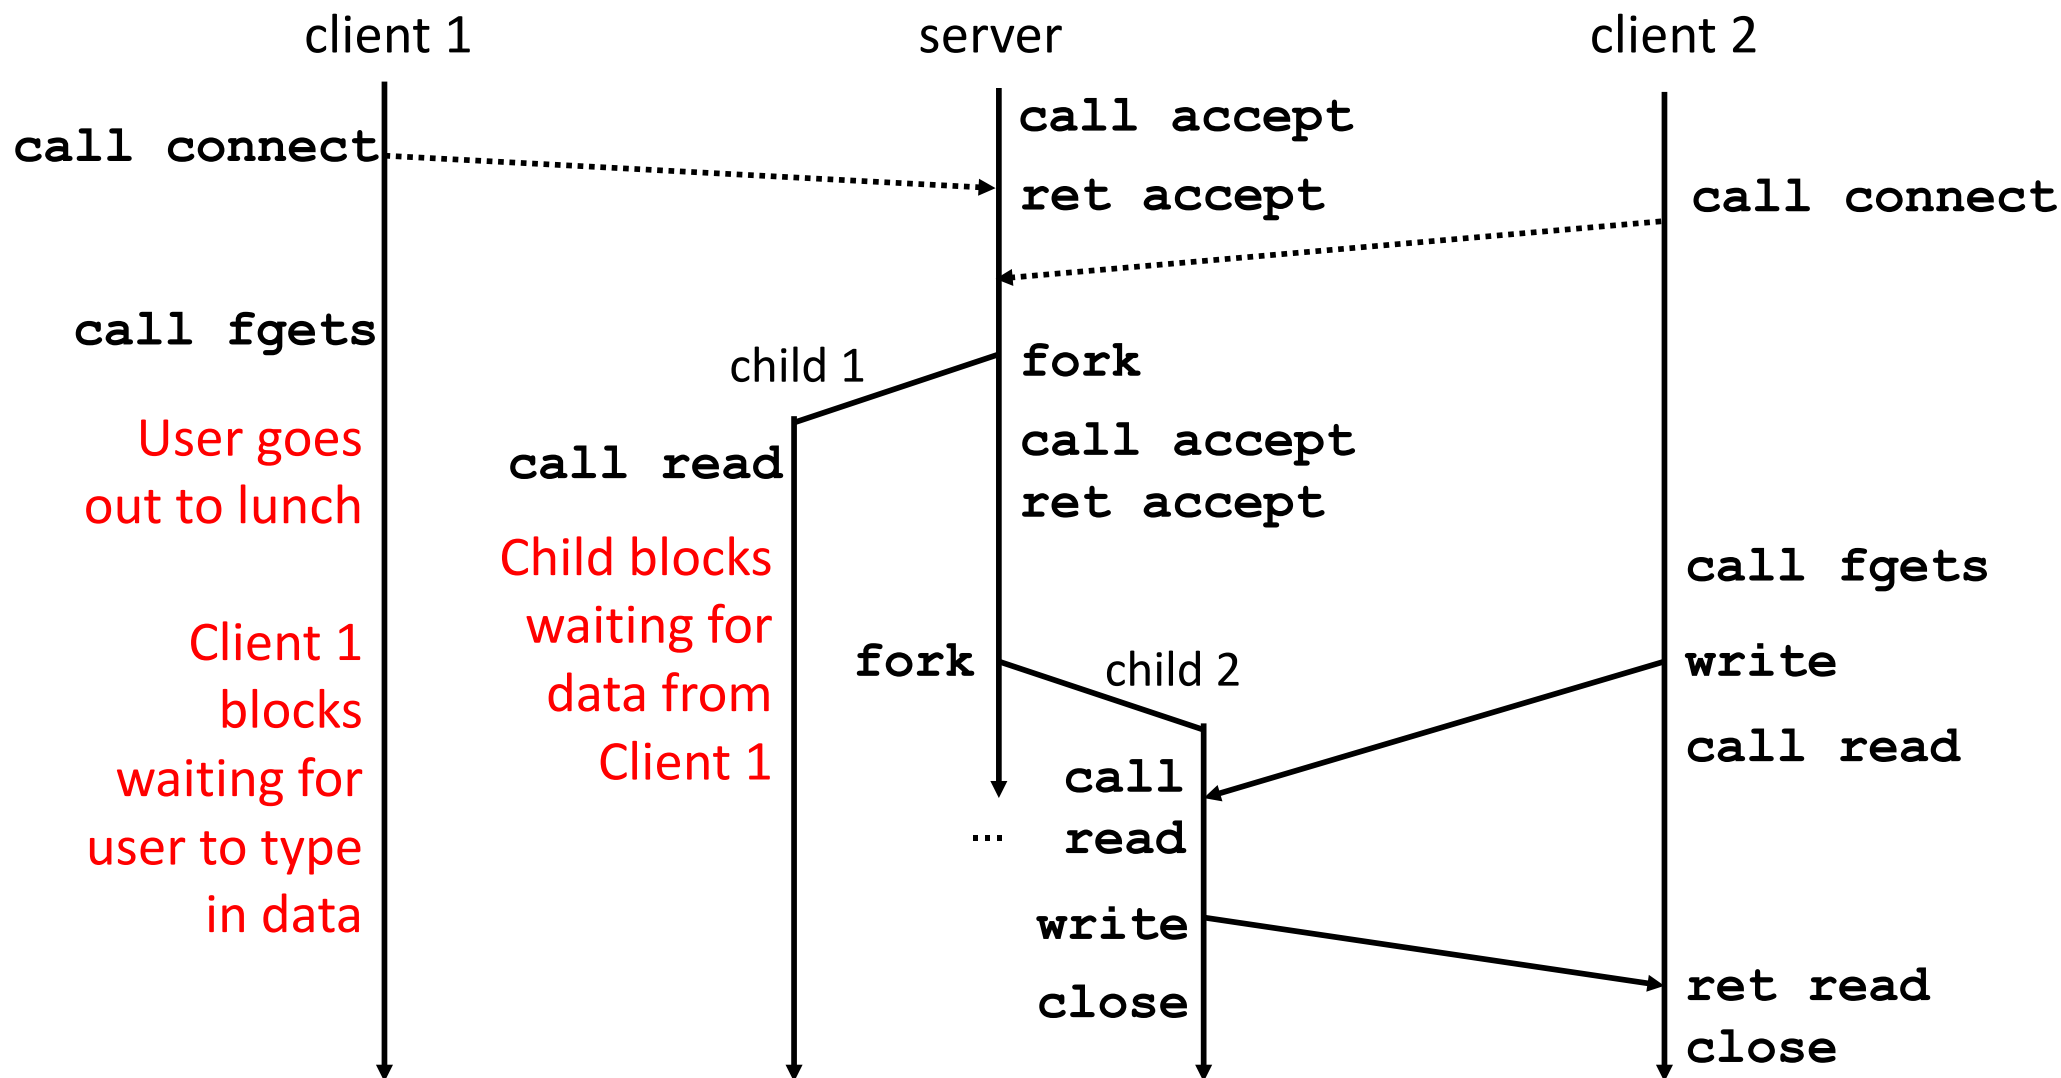 client 1
server
client 2
call connect
call accept
ret accept
call connect
call fgets
child 1
fork
User goes
out to lunch
call read
call accept
ret accept
Child blocks
waiting for
data from
Client 1
call fgets
Client 1
blocks
waiting for
user to type
in data
fork
child 2
write
call read
call
read
...
write
close
ret read
close